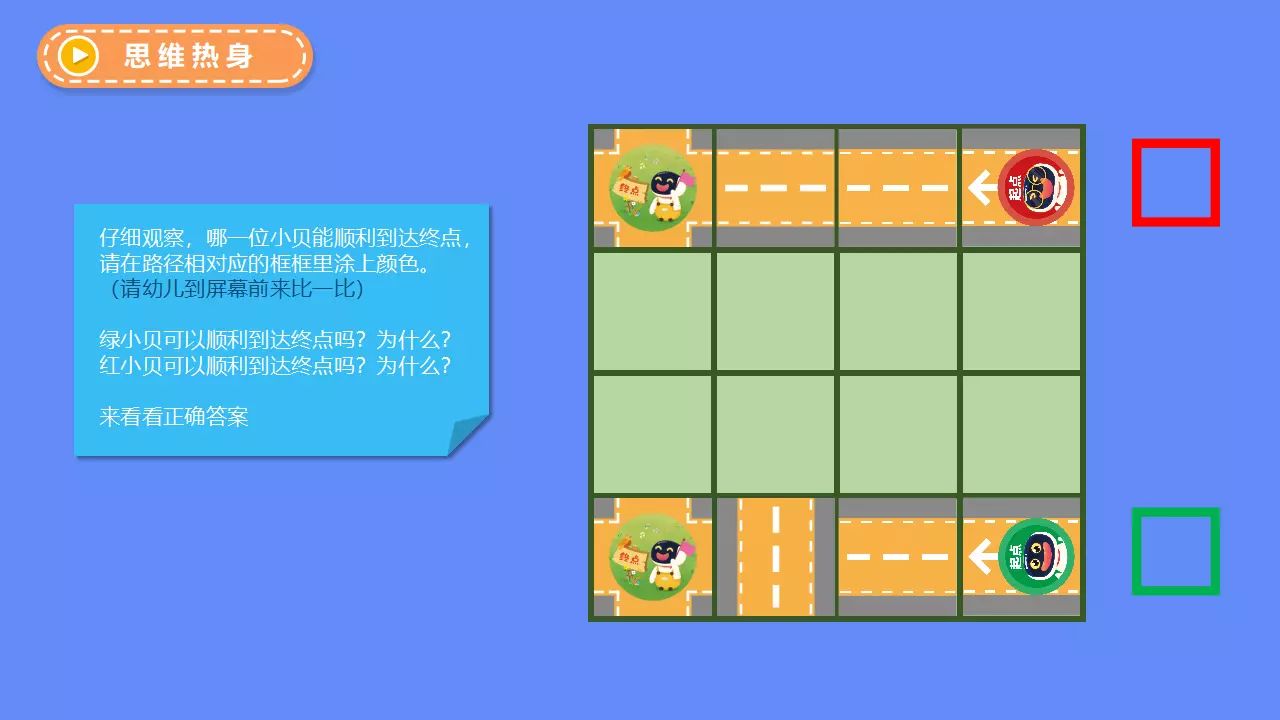 思维热身
仔细观察，哪一位小贝能顺利到达终点，
请在路径相对应的框框里涂上颜色。
（请幼儿到屏幕前来比一比）
绿小贝可以顺利到达终点吗？为什么？
红小贝可以顺利到达终点吗？为什么？
来看看正确答案
终点
起点
终点
起点